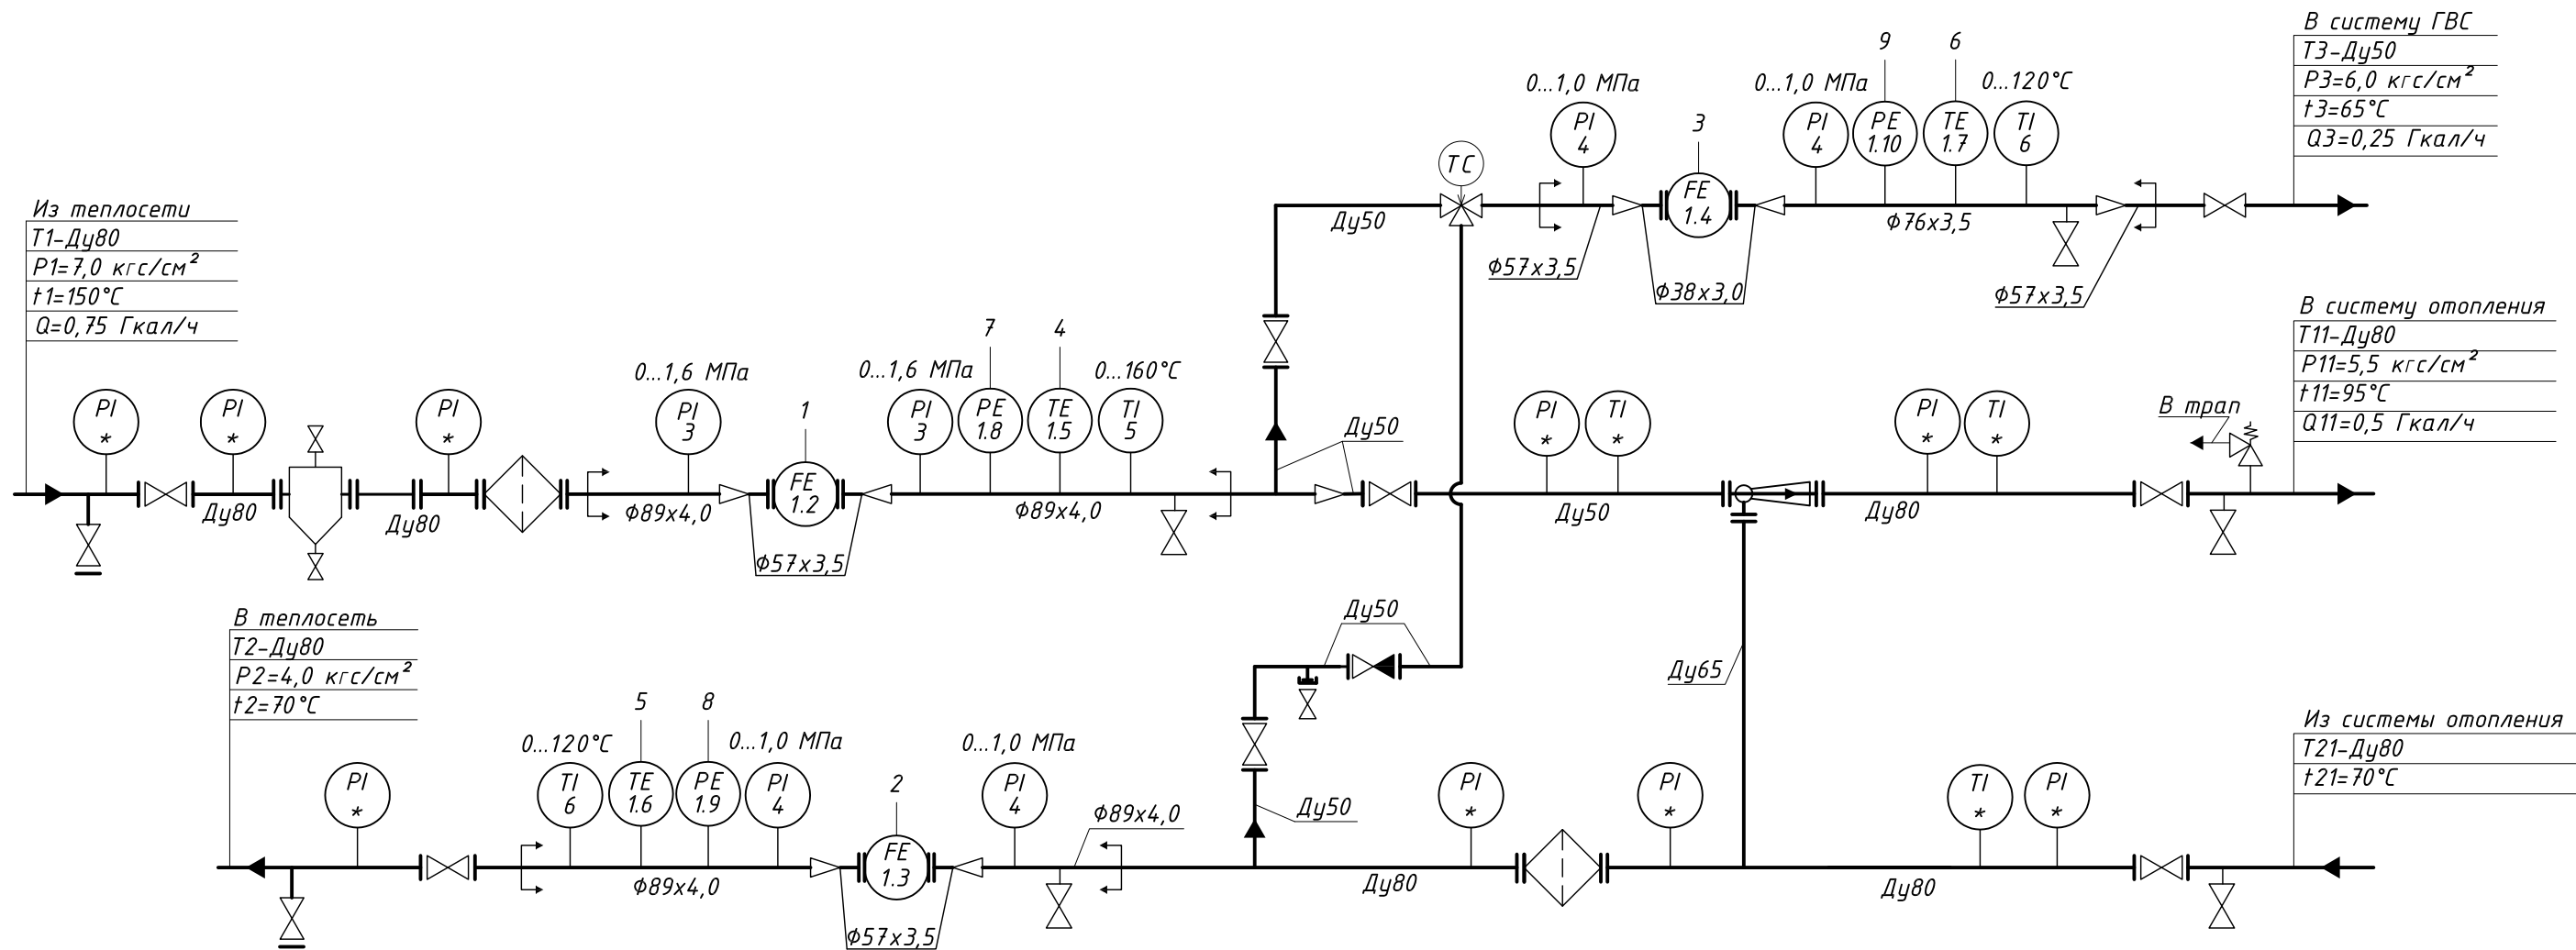 В систему ГВС
Т3-Ду50
Р3=6,0 кгс/см²
t3=65°С
Q3=0,25 Гкал/ч
9
6
0...1,0 МПа
0...1,0 МПа
0...120°С
PI
4
3
PI
4
PE
1.10
TE
1.7
TI
6
TC
FE
1.4
Ду50
Ф76х3,5
Ф57х3,5
Ф38х3,0
Ф57х3,5
Из теплосети
Т1-Ду80
Р1=7,0 кгс/см²
t1=150°С
Q=0,75 Гкал/ч
В систему отопления
Т11-Ду80
Р11=5,5 кгс/см²
t11=95°С
Q11=0,5 Гкал/ч
7
4
0...1,6 МПа
0...1,6 МПа
0...160°С
1
PI
*
PI
*
PI
*
PI
3
PI
3
PE
1.8
TE
1.5
TI
5
Ду50
PI
*
TI
*
PI
*
TI
*
В трап
FE
1.2
Ду80
Ду80
Ф89х4,0
Ф89х4,0
Ду50
Ду80
Ф57х3,5
В теплосеть
Т2-Ду80
Р2=4,0 кгс/см²
t2=70°С
Ду50
Ду65
5
8
0...120°С
0...1,0 МПа
0...1,0 МПа
Из системы отопления
Т21-Ду80
t21=70°С
PI
*
TI
6
TE
1.6
PE
1.9
PI
4
2
PI
4
Ф89х4,0
Ду50
PI
*
PI
*
TI
*
PI
*
FE
1.3
Ф89х4,0
Ду80
Ду80
Ф57х3,5